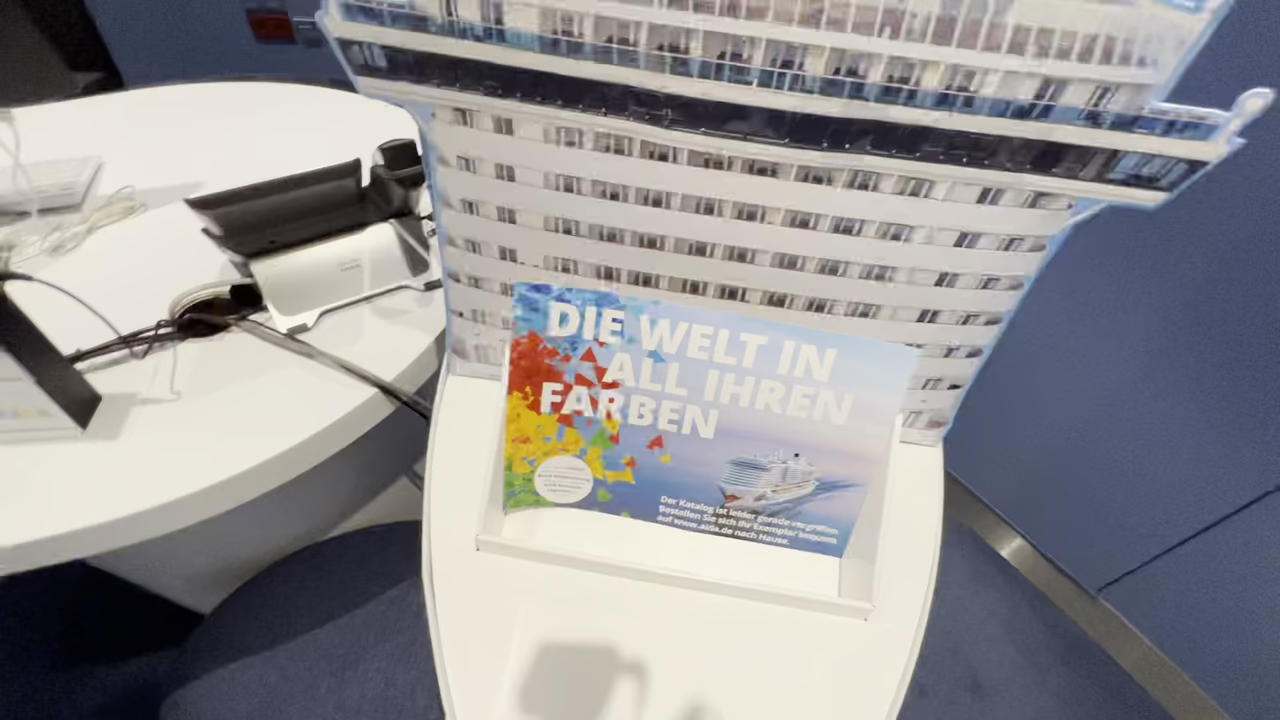 DIE WELT IN
ALL IHREN
FARBEN
Der Katalog ist leider gerade vergriffen
Bestellen Sie sich Ihr Exemplar bequem
auf www.aida.de nach Hause.